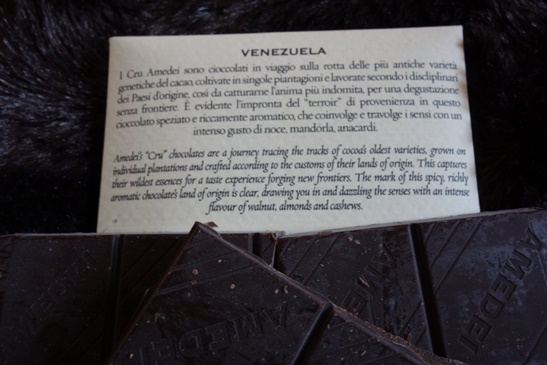 VENEZUELA
I Cru Amedei sono cioccolati in viaggio sulla rotta delle più antiche varietà
genetiche del cacao, coltivate in singole piantagioni e lavorate secondo i disciplinari
dei Paesi d'origine, così da catturarne l'anima più indomita, per una degustazione
senza frontiere. È evidente l'impronta del "terroir" di provenienza in questo
cioccolato speziato e riccamente aromatico, che coinvolge e travolge i sensi con un
intenso gusto di noce, mandorla, anacardi.
Amedei's "Cru" chocolates are a journey tracing the tracks of cocoa's oldest varieties, grown on
individual plantations and crafted according to the customs of their lands of origin. This captures
their wildest essences for a taste experience forging new frontiers. The mark of this spicy, richly
aromatic chocolate's land of origin is clear, drawing you in and dazzling the senses with an intense
flavour of walnut, almonds and cashews.
AMEDEI
AMEDEI
AMEDEI